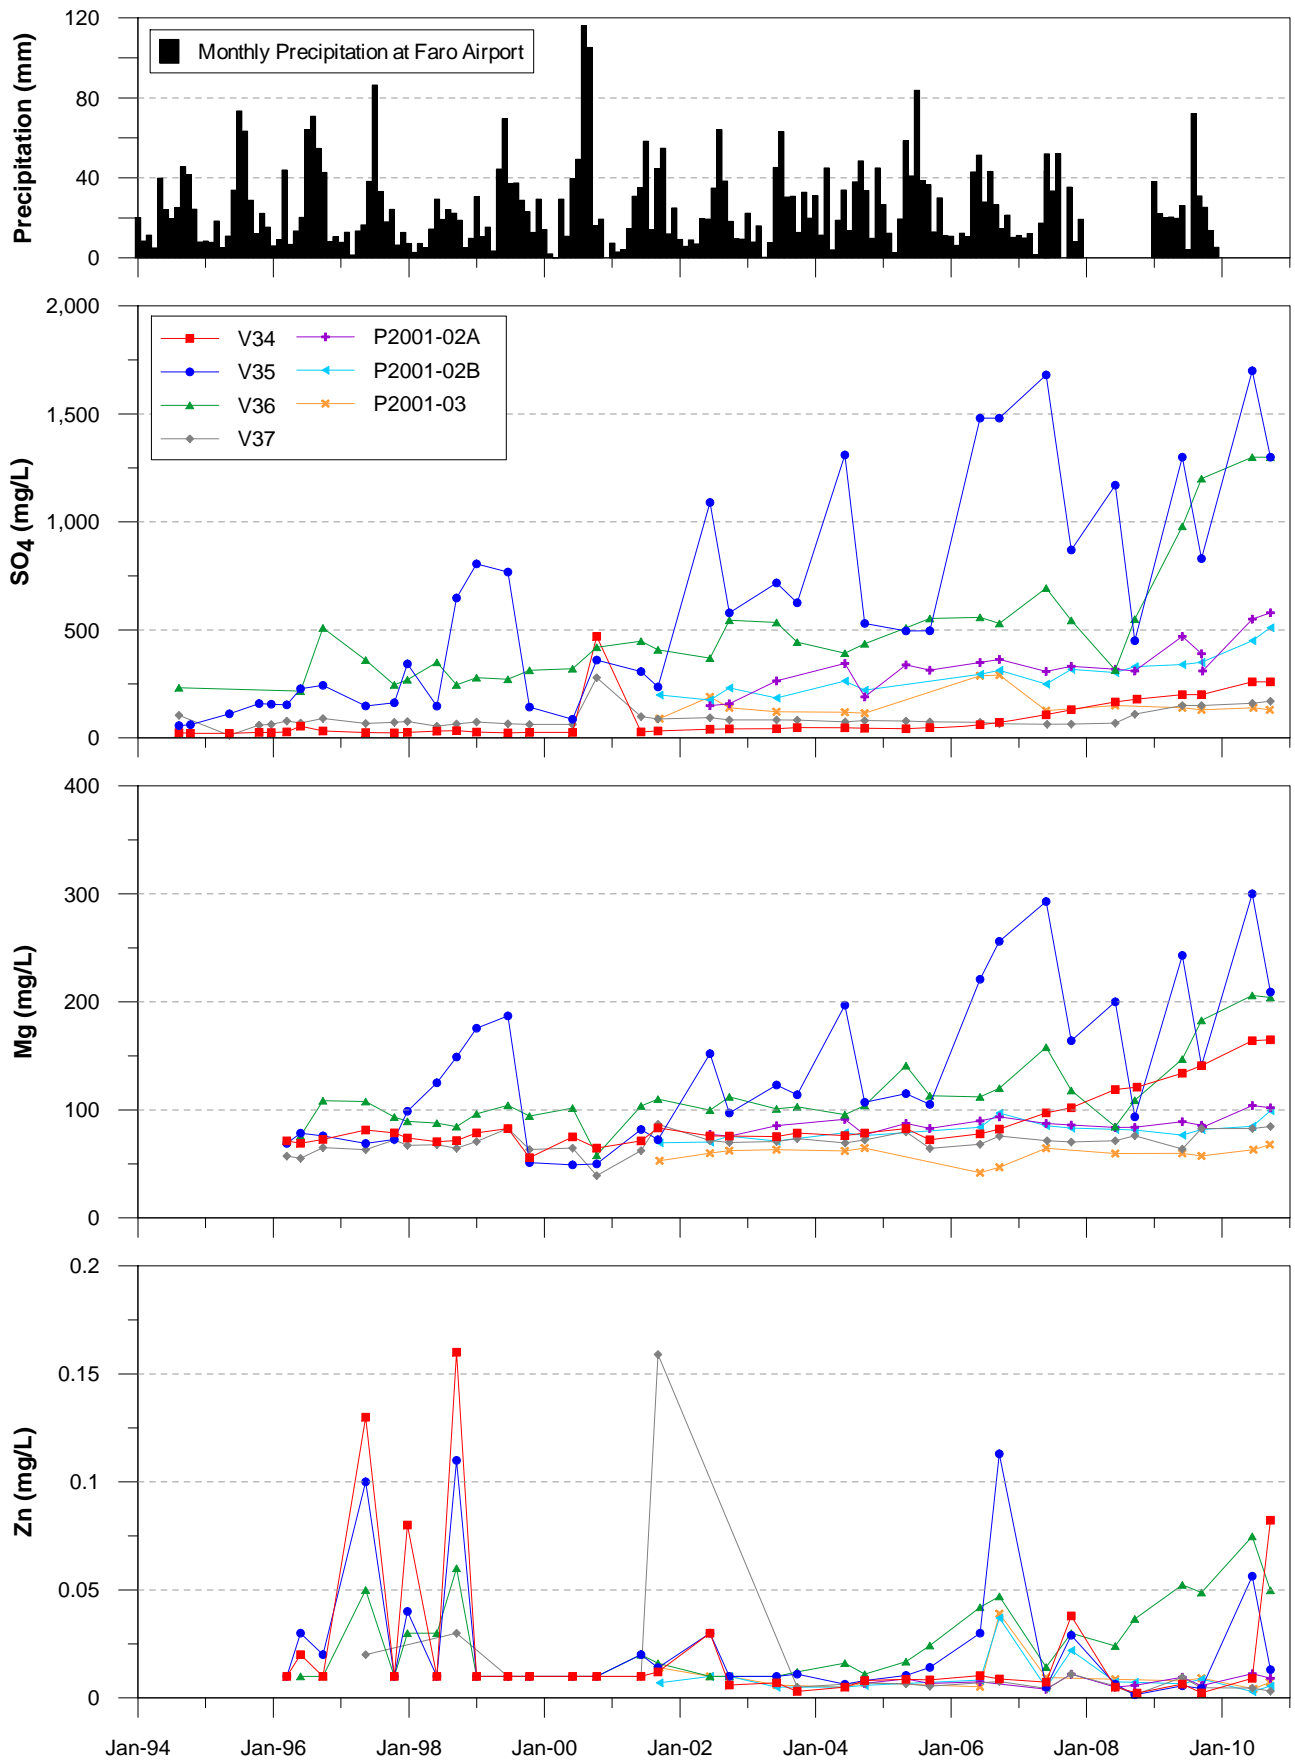 120
80
40
0
Precipitation (mm)
Monthly Precipitation at Faro Airport
2,000
1,500
1,000
500
0
SO4 (mg/L)
V34
V35
V36
V37
P2001-02A
P2001-02B
P2001-03
400
300
200
100
0
Mg (mg/L)
0.2
0.15
0.1
0.05
0
Zn (mg/L)
Jan-94 Jan-96 Jan-98 Jan-00 Jan-02 Jan-04 Jan-06 Jan-08 Jan-10